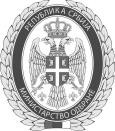 РЕПУБЛИКА СРБИЈА
МИНИСТАРСТВО ОДБРАНЕ